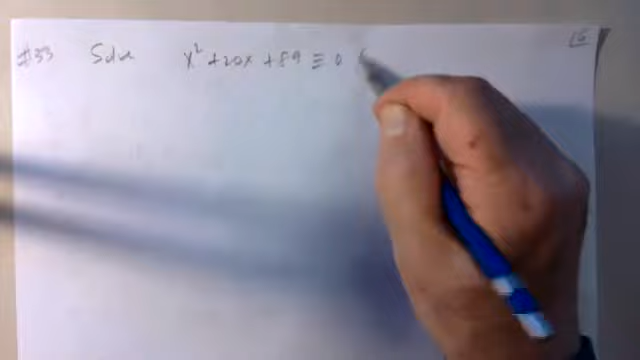 #33 Solve x² + 20x + 89 ≡ 0 (